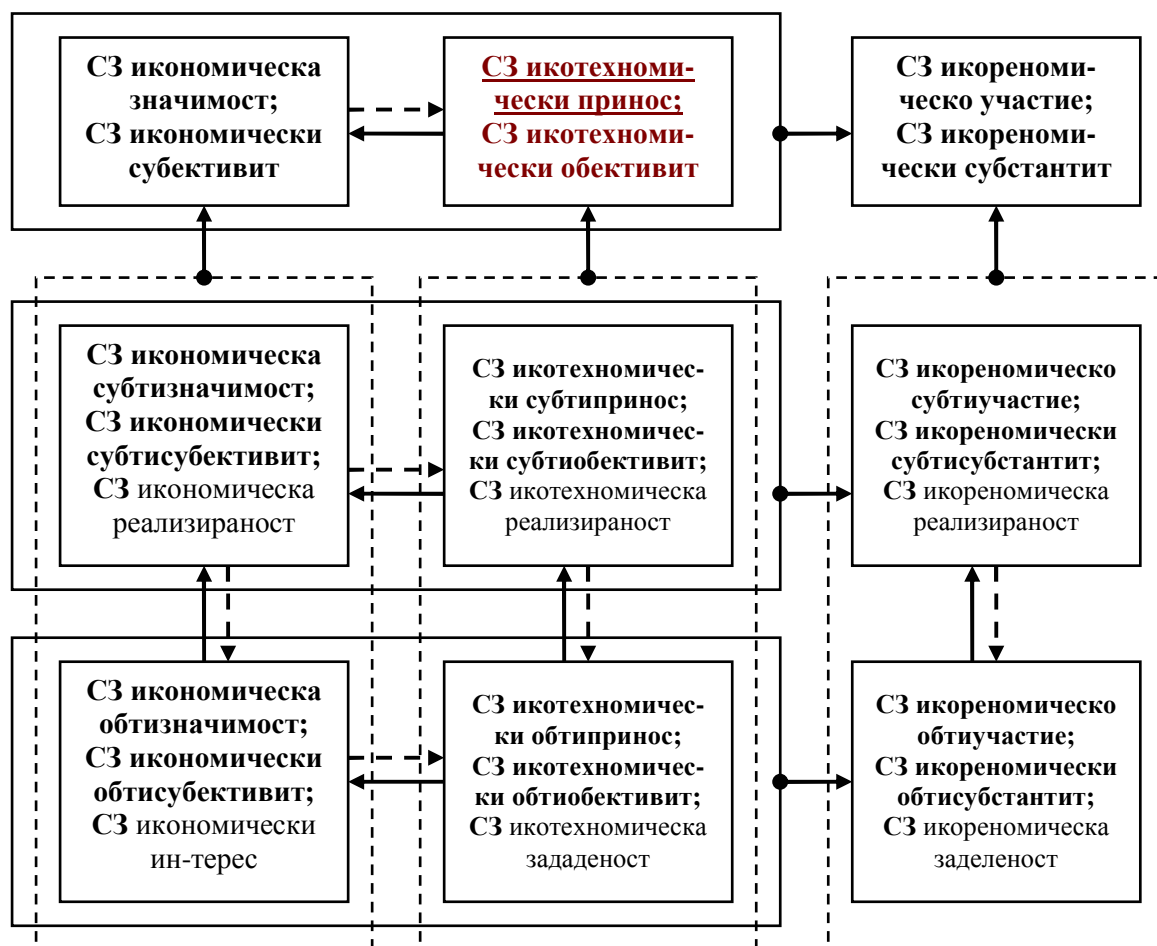 СЗ икономическа
значимост;
СЗ икономически
субективит
СЗ икотехноми-
чески принос;
СЗ икотехноми-
чески обективит
СЗ икореноми-
ческо участие;
СЗ икореноми-
чески субстантит
СЗ икономическа
субтизначимост;
СЗ икономически
субтисубективит;
СЗ икономическа
реализираност
СЗ икотехномичес-
ки субтипринос;
СЗ икотехномичес-
ки субтиобективит;
СЗ икотехномическа
реализираност
СЗ икореномическо
субтиучастие;
СЗ икореномически
субтисубстантит;
СЗ икореномическа
реализираност
СЗ икономическа
обтизначимост;
СЗ икономически
обтисубективит;
СЗ икономически
ин-терес
СЗ икотехномичес-
ки обтипринос;
СЗ икотехномичес-
ки обтиобективит;
СЗ икотехномическа
зададеност
СЗ икореномическо
обтиучастие;
СЗ икореномически
обтисубстантит;
СЗ икореномическа
заделеност